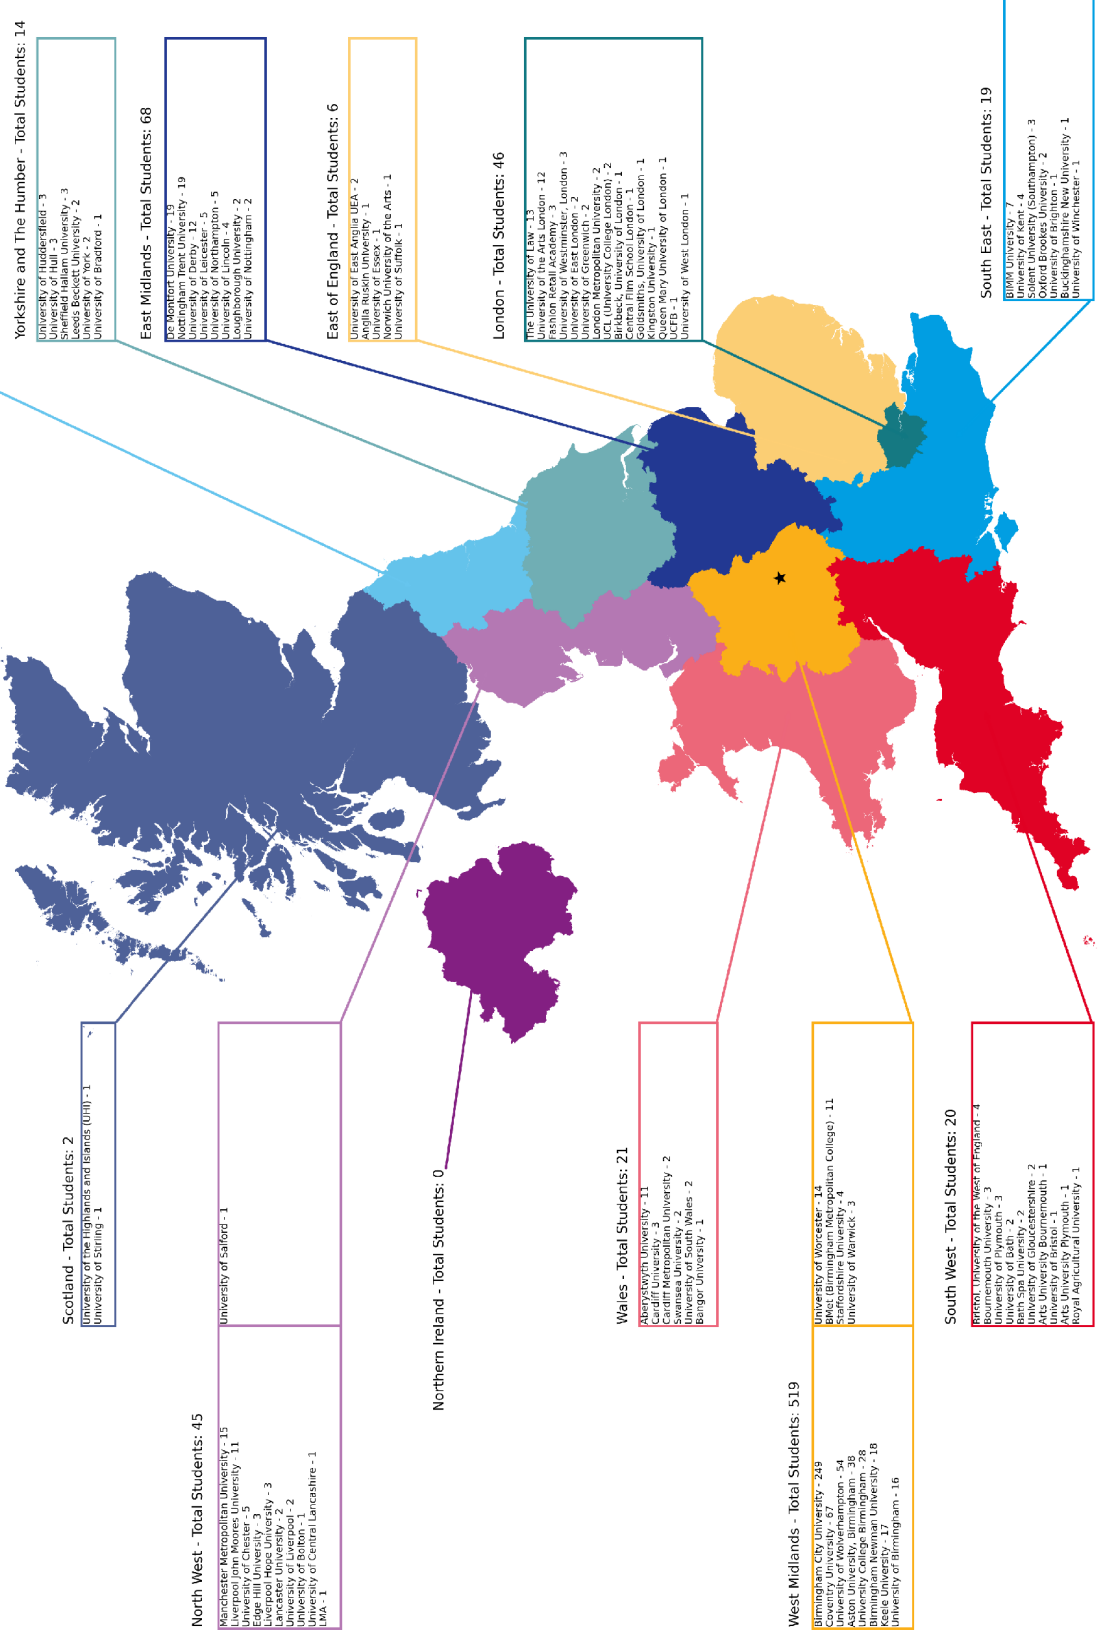 Scotland - Total Students: 2
University of the Highlands and Islands (UHI) - 1
University of Stirling - 1
North West - Total Students: 45
Manchester Metropolitan University - 15
Liverpool John Moores University - 11
University of Chester - 5
Edge Hill University - 3
Liverpool Hope University - 3
Lancaster University - 2
University of Liverpool - 2
University of Bolton - 1
University of Central Lancashire - 1
LMA - 1
University of Salford - 1
Northern Ireland - Total Students: 0
Wales - Total Students: 21
Aberystwyth University - 11
Cardiff University - 3
Cardiff Metropolitan University - 2
Swansea University - 2
University of South Wales - 2
Bangor University - 1
West Midlands - Total Students: 519
Birmingham City University - 249
Coventry University - 67
University of Wolverhampton - 54
Aston University, Birmingham - 38
University College Birmingham - 28
Birmingham Newman University - 18
Keele University - 17
University of Birmingham - 16
University of Worcester - 14
BMet (Birmingham Metropolitan College) - 11
Staffordshire University - 4
University of Warwick - 3
South West - Total Students: 20
Bristol, University of the West of England - 4
Bournemouth University - 3
University of Plymouth - 3
University of Bath - 2
Bath Spa University - 2
University of Gloucestershire - 2
Arts University Bournemouth - 1
University of Bristol - 1
Arts University Plymouth - 1
Royal Agricultural University - 1
Yorkshire and The Humber - Total Students: 14
University of Huddersfield - 3
University of Hull - 3
Sheffield Hallam University - 3
Leeds Beckett University - 2
University of York - 2
University of Bradford - 1
East Midlands - Total Students: 68
De Montfort University - 19
Nottingham Trent University - 19
University of Derby - 12
University of Leicester - 5
University of Northampton - 5
University of Lincoln - 4
Loughborough University - 2
University of Nottingham - 2
East of England - Total Students: 6
University of East Anglia UEA - 2
Anglia Ruskin University - 1
University of Essex - 1
Norwich University of the Arts - 1
University of Suffolk - 1
London - Total Students: 46
The University of Law - 13
University of the Arts London - 12
Fashion Retail Academy - 3
University of Westminster, London - 3
University of East London - 2
University of Greenwich - 2
London Metropolitan University - 2
UCL (University College London) - 2
Birkbeck, University of London - 1
Central Film School London - 1
Goldsmiths, University of London - 1
Kingston University - 1
Queen Mary University of London - 1
UCFB - 1
University of West London - 1
South East - Total Students: 19
BIMM University - 7
University of Kent - 4
Solent University (Southampton) - 3
Oxford Brookes University - 2
University of Brighton - 1
Buckinghamshire New University - 1
University of Winchester - 1